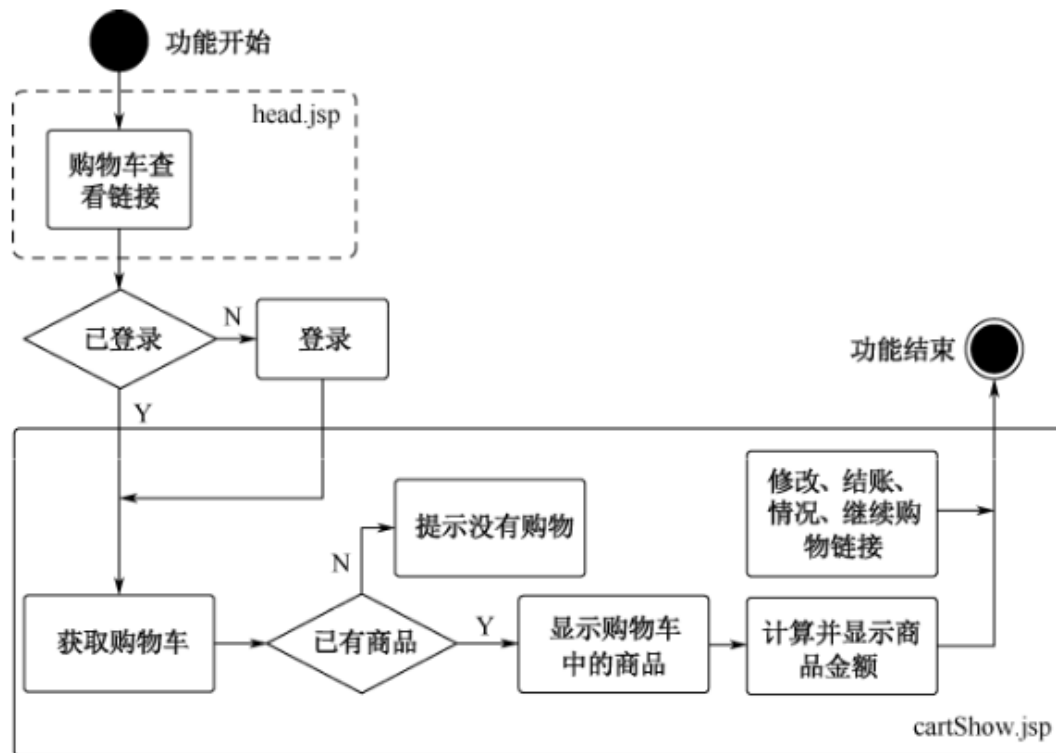 功能开始
head.jsp
购物车查
看链接
已登录
N
登录
Y
功能结束
修改、结账、
情况、继续购
物链接
提示没有购物
N
获取购物车
已有商品
Y
显示购物车
中的商品
计算并显示商
品金额
cartShow.jsp